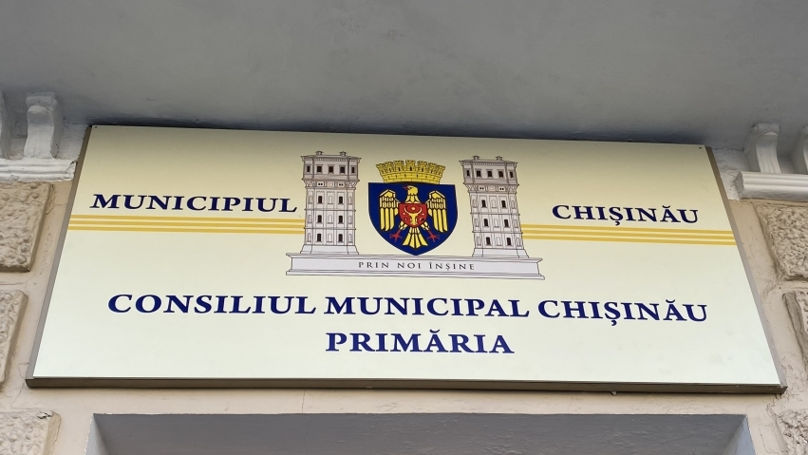 MUNICIPIUL CHIȘINĂU
PRIN NOI ÎNȘINE
CONSILIUL MUNICIPAL CHIȘINĂU
PRIMĂRIA